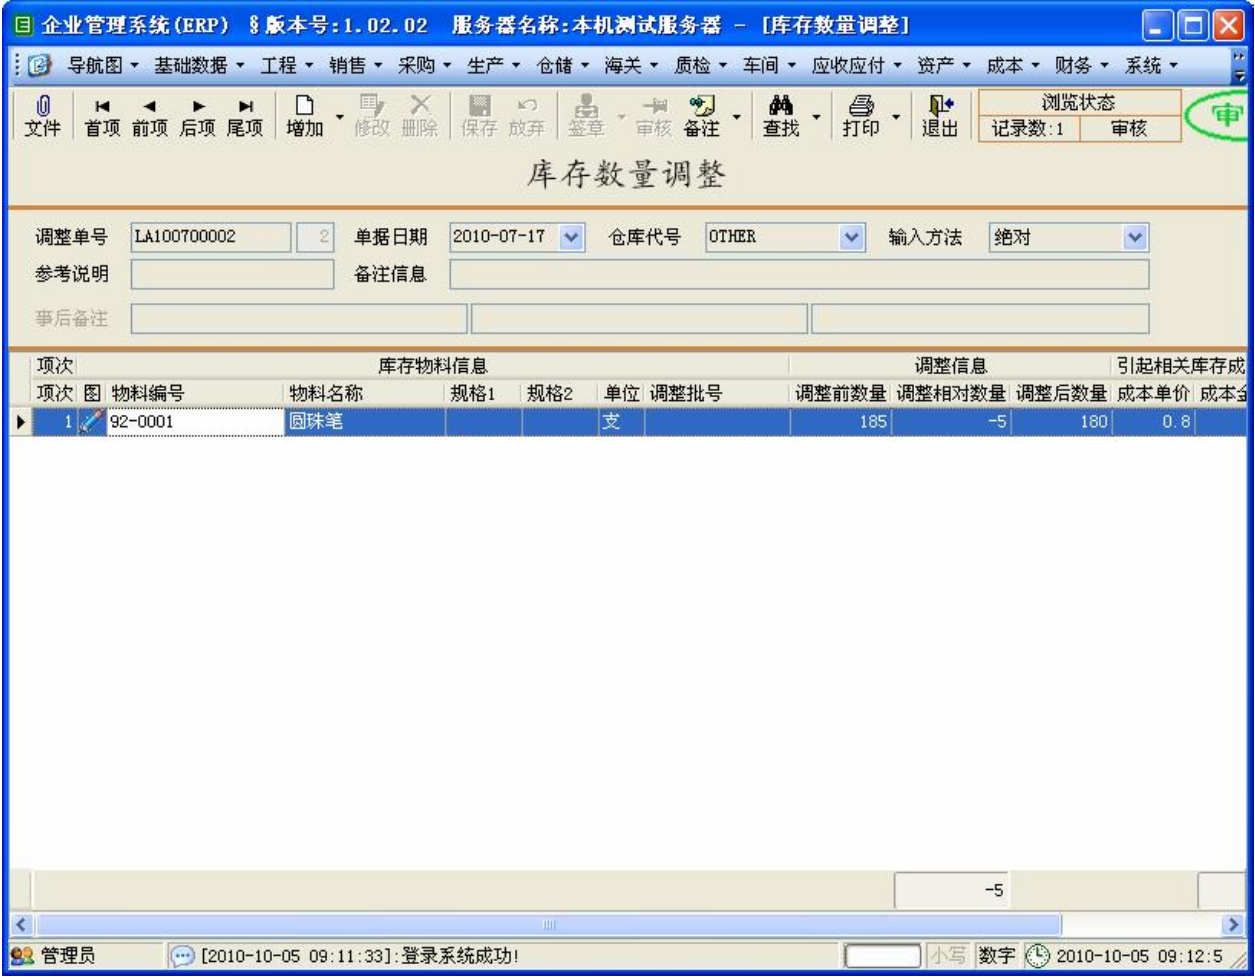 企业管理系统(ERP) §版本号:1.02.02 服务器名称:本机测试服务器 - [库存数量调整]
导航图 基础数据 工程 销售 采购 生产 仓储 海关 质检 车间 应收应付 资产 成本 财务 系统
文件 首项 前项 后项 尾项 增加 修改 删除 保存 放弃 签章 审核 备注 查找 打印 退出
浏览状态
记录数:1 审核
审
库存数量调整
调整单号 LA100700002 2 单据日期 2010-07-17 仓库代号 OTHER 输入方法 绝对
参考说明 备注信息
事后备注
项次 库存物料信息 调整信息 引起相关库存成
项次 图 物料编号 物料名称 规格1 规格2 单位 调整批号 调整前数量 调整相对数量 调整后数量 成本单价 成本
1 92-0001 圆珠笔 支 185 -5 180 0.8
-5
管理员 [2010-10-05 09:11:33]:登录系统成功! 小写 数字 2010-10-05 09:12:5